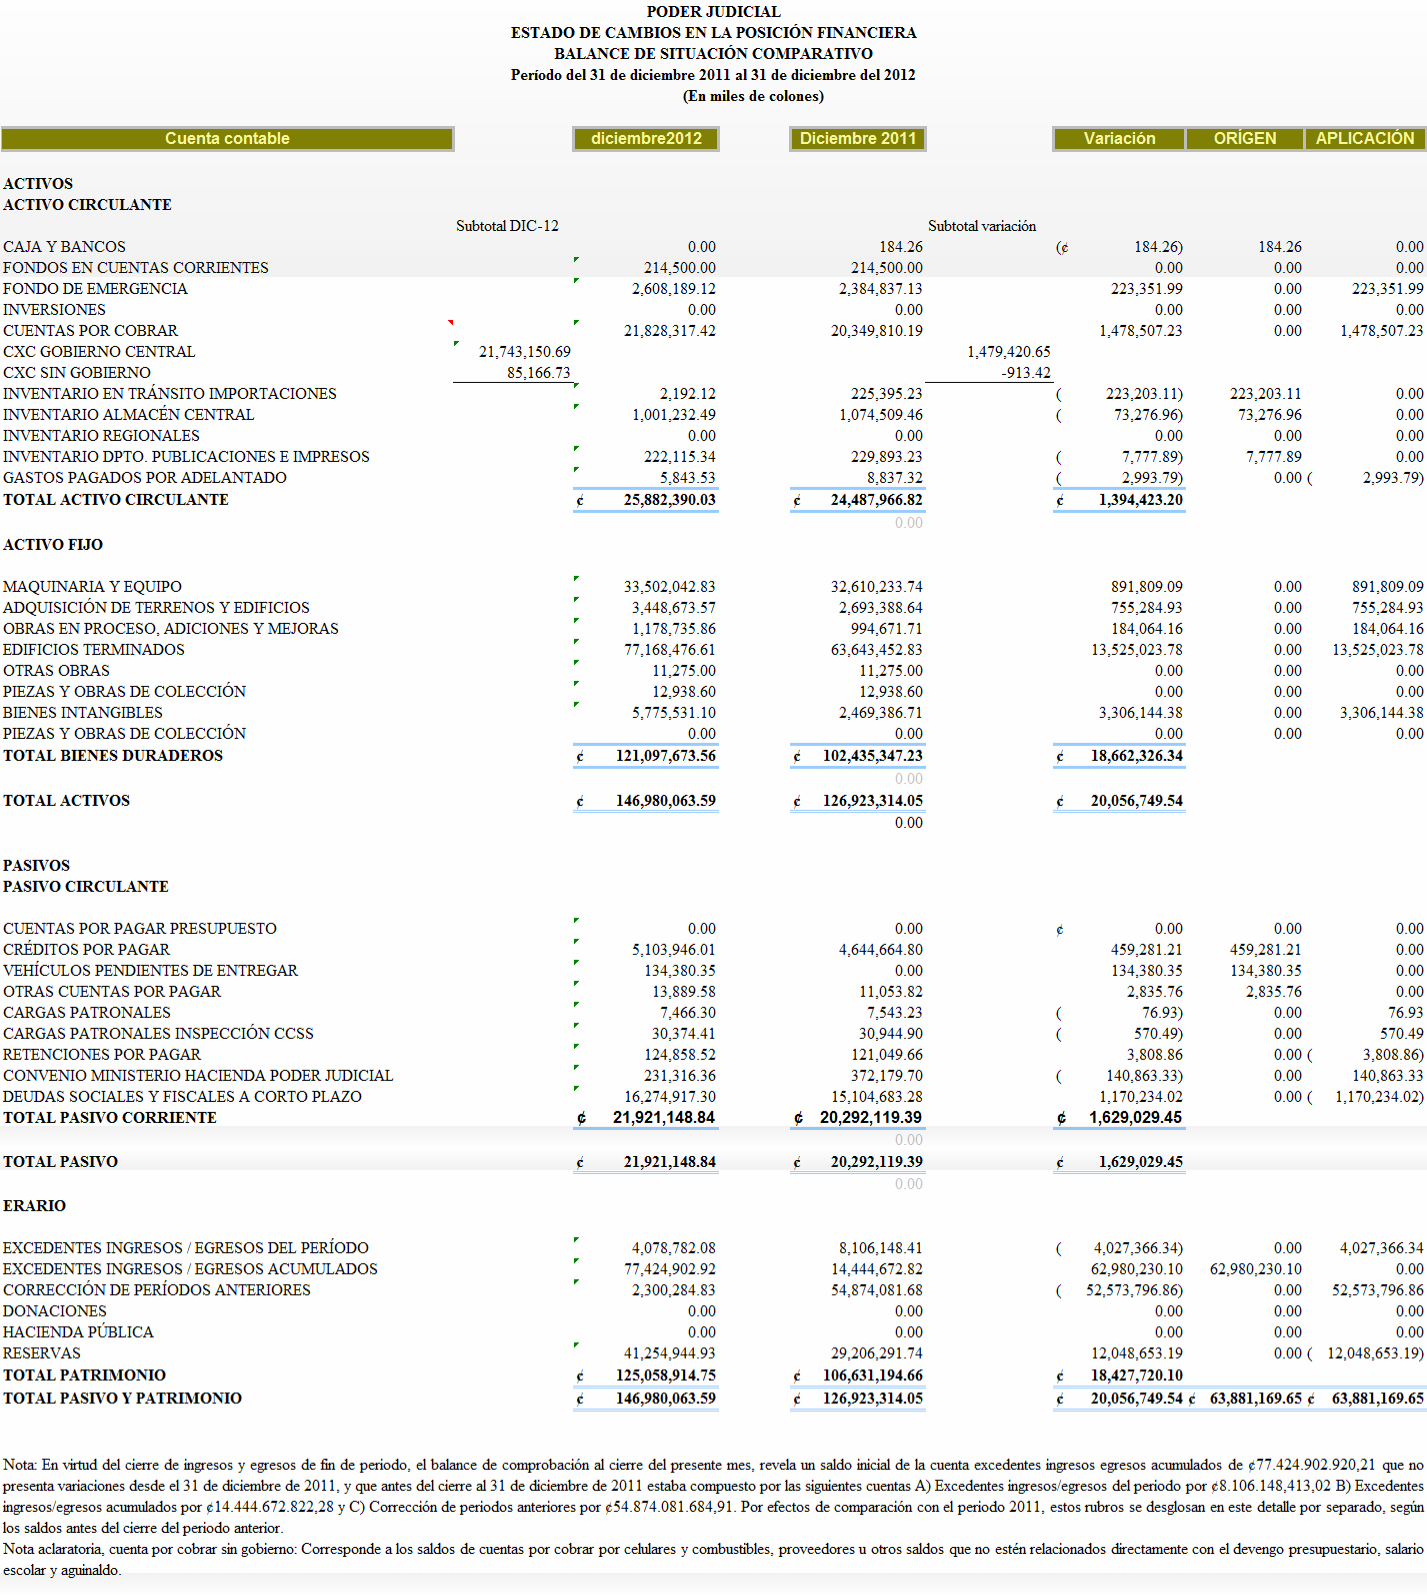 PODER JUDICIAL
ESTADO DE CAMBIOS EN LA POSICIÓN FINANCIERA
BALANCE DE SITUACIÓN COMPARATIVO
Período del 31 de diciembre 2011 al 31 de diciembre del 2012
(En miles de colones)
Cuenta contable diciembre2012 Diciembre 2011 Variación ORÍGEN APLICACIÓN
ACTIVOS
ACTIVO CIRCULANTE
Subtotal DIC-12 Subtotal variación
CAJA Y BANCOS 0.00 184.26 (¢ 184.26) 184.26 0.00
FONDOS EN CUENTAS CORRIENTES 214,500.00 214,500.00 0.00 0.00 0.00
FONDO DE EMERGENCIA 2,608,189.12 2,384,837.13 223,351.99 0.00 223,351.99
INVERSIONES 0.00 0.00 0.00 0.00 0.00
CUENTAS POR COBRAR 21,828,317.42 20,349,810.19 1,478,507.23 0.00 1,478,507.23
CXC GOBIERNO CENTRAL 21,743,150.69 1,479,420.65
CXC SIN GOBIERNO 85,166.73 -913.42
INVENTARIO EN TRÁNSITO IMPORTACIONES 2,192.12 225,395.23 ( 223,203.11) 223,203.11 0.00
INVENTARIO ALMACÉN CENTRAL 1,001,232.49 1,074,509.46 ( 73,276.96) 73,276.96 0.00
INVENTARIO REGIONALES 0.00 0.00 0.00 0.00 0.00
INVENTARIO DPTO. PUBLICACIONES E IMPRESOS 222,115.34 229,893.23 ( 7,777.89) 7,777.89 0.00
GASTOS PAGADOS POR ADELANTADO 5,843.53 8,837.32 ( 2,993.79) 0.00 ( 2,993.79)
TOTAL ACTIVO CIRCULANTE ¢ 25,882,390.03 ¢ 24,487,966.82 ¢ 1,394,423.20
0.00
ACTIVO FIJO
MAQUINARIA Y EQUIPO 33,502,042.83 32,610,233.74 891,809.09 0.00 891,809.09
ADQUISICIÓN DE TERRENOS Y EDIFICIOS 3,448,673.57 2,693,388.64 755,284.93 0.00 755,284.93
OBRAS EN PROCESO, ADICIONES Y MEJORAS 1,178,735.86 994,671.71 184,064.16 0.00 184,064.16
EDIFICIOS TERMINADOS 77,168,476.61 63,643,452.83 13,525,023.78 0.00 13,525,023.78
OTRAS OBRAS 11,275.00 11,275.00 0.00 0.00 0.00
PIEZAS Y OBRAS DE COLECCIÓN 12,938.60 12,938.60 0.00 0.00 0.00
BIENES INTANGIBLES 5,775,531.10 2,469,386.71 3,306,144.38 0.00 3,306,144.38
PIEZAS Y OBRAS DE COLECCIÓN 0.00 0.00 0.00 0.00 0.00
TOTAL BIENES DURADEROS ¢ 121,097,673.56 ¢ 102,435,347.23 ¢ 18,662,326.34
0.00
TOTAL ACTIVOS ¢ 146,980,063.59 ¢ 126,923,314.05 ¢ 20,056,749.54
0.00
PASIVOS
PASIVO CIRCULANTE
CUENTAS POR PAGAR PRESUPUESTO 0.00 0.00 ¢ 0.00 0.00 0.00
CRÉDITOS POR PAGAR 5,103,946.01 4,644,664.80 459,281.21 459,281.21 0.00
VEHÍCULOS PENDIENTES DE ENTREGAR 134,380.35 0.00 134,380.35 134,380.35 0.00
OTRAS CUENTAS POR PAGAR 13,889.58 11,053.82 2,835.76 2,835.76 0.00
CARGAS PATRONALES 7,466.30 7,543.23 ( 76.93) 0.00 76.93
CARGAS PATRONALES INSPECCIÓN CCSS 30,374.41 30,944.90 ( 570.49) 0.00 570.49
RETENCIONES POR PAGAR 124,858.52 121,049.66 3,808.86 0.00 ( 3,808.86)
CONVENIO MINISTERIO HACIENDA PODER JUDICIAL 231,316.36 372,179.70 ( 140,863.33) 0.00 140,863.33
DEUDAS SOCIALES Y FISCALES A CORTO PLAZO 16,274,917.30 15,104,683.28 1,170,234.02 0.00 ( 1,170,234.02)
TOTAL PASIVO CORRIENTE ¢ 21,921,148.84 ¢ 20,292,119.39 ¢ 1,629,029.45
0.00
TOTAL PASIVO ¢ 21,921,148.84 ¢ 20,292,119.39 ¢ 1,629,029.45
0.00
ERARIO
EXCEDENTES INGRESOS / EGRESOS DEL PERÍODO 4,078,782.08 8,106,148.41 ( 4,027,366.34) 0.00 4,027,366.34
EXCEDENTES INGRESOS / EGRESOS ACUMULADOS 77,424,902.92 14,444,672.82 62,980,230.10 62,980,230.10 0.00
CORRECCIÓN DE PERÍODOS ANTERIORES 2,300,284.83 54,874,081.68 ( 52,573,796.86) 0.00 52,573,796.86
DONACIONES 0.00 0.00 0.00 0.00 0.00
HACIENDA PÚBLICA 0.00 0.00 0.00 0.00 0.00
RESERVAS 41,254,944.93 29,206,291.74 12,048,653.19 0.00 ( 12,048,653.19)
TOTAL PATRIMONIO ¢ 125,058,914.75 ¢ 106,631,194.66 ¢ 18,427,720.10
TOTAL PASIVO Y PATRIMONIO ¢ 146,980,063.59 ¢ 126,923,314.05 ¢ 20,056,749.54 ¢ 63,881,169.65 ¢ 63,881,169.65
Nota: En virtud del cierre de ingresos y egresos de fin de periodo, el balance de comprobación al cierre del presente mes, revela un saldo inicial de la cuenta excedentes ingresos egresos acumulados de ¢77.424.902.920,21 que no
presenta variaciones desde el 31 de diciembre de 2011, y que antes del cierre al 31 de diciembre de 2011 estaba compuesto por las siguientes cuentas A) Excedentes ingresos/egresos del periodo por ¢8.106.148,413,02 B) Excedentes
ingresos/egresos acumulados por ¢14.444.672.822,28 y C) Corrección de periodos anteriores por ¢54.874.081.684,91. Por efectos de comparación con el periodo 2011, estos rubros se desglosan en este detalle por separado, según
los saldos antes del cierre del periodo anterior.
Nota aclaratoria, cuenta por cobrar sin gobierno: Corresponde a los saldos de cuentas por cobrar por celulares y combustibles, proveedores u otros saldos que no estén relacionados directamente con el devengo presupuestario, salario
escolar y aguinaldo.